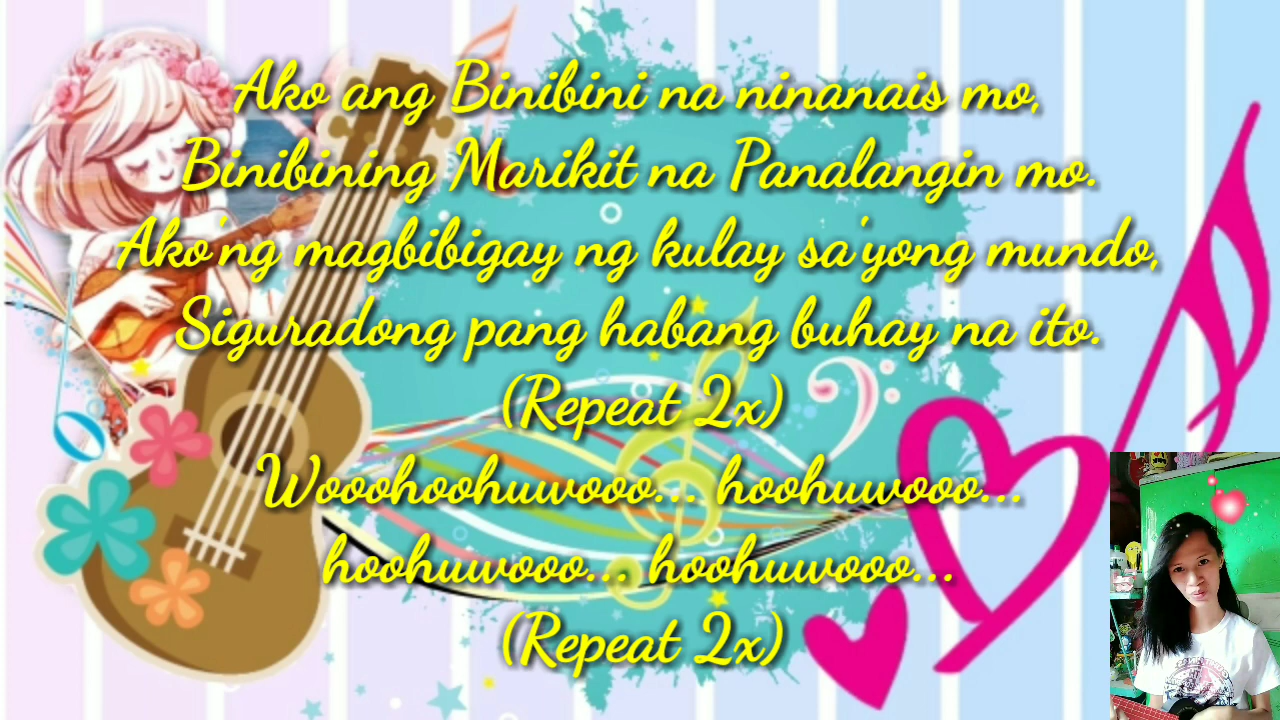 Ako ang Binibini na ninanais mo,
Binibining Marikit na Panalangin mo.
Ako'ng magbibigay ng kulay sa'yong mundo,
Siguradong pang habang buhay na ito.
(Repeat 2x)
Wooohoohuwooo... hoohuwooo...
hoohuwooo... hoohuwooo...
(Repeat 2x)